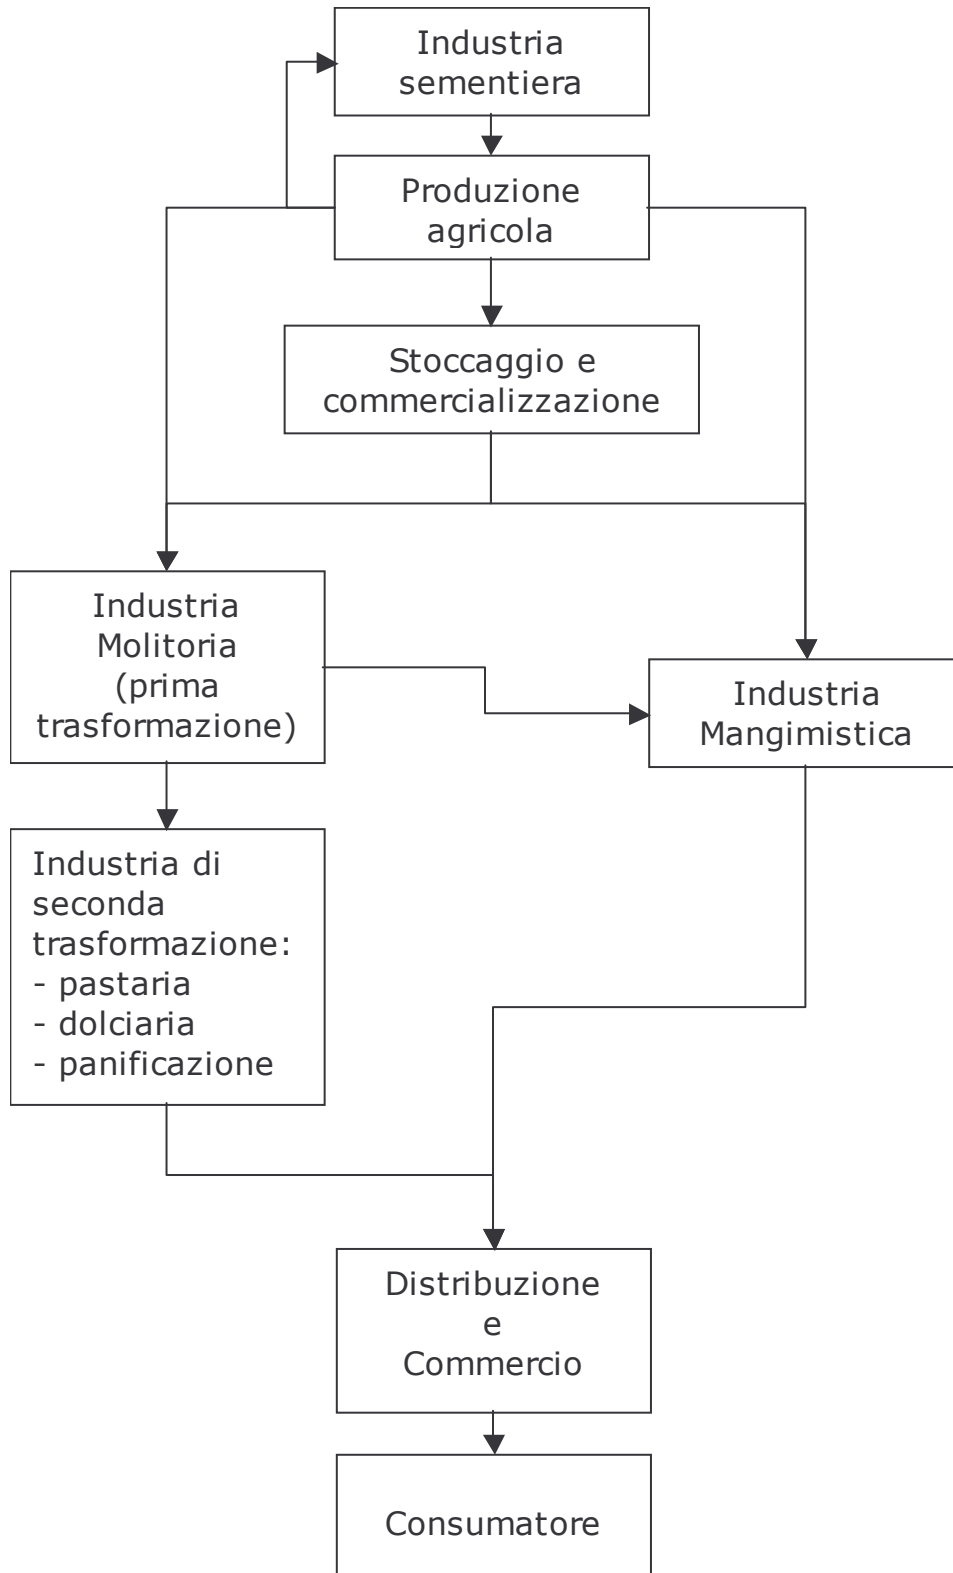 Industria
sementiera
Produzione
agricola
Stoccaggio e
commercializzazione
Industria
Molitoria
(prima
trasformazione)
Industria
Mangimistica
Industria di
seconda
trasformazione:
- pastaria
- dolciaria
- panificazione
Distribuzione
e
Commercio
Consumatore